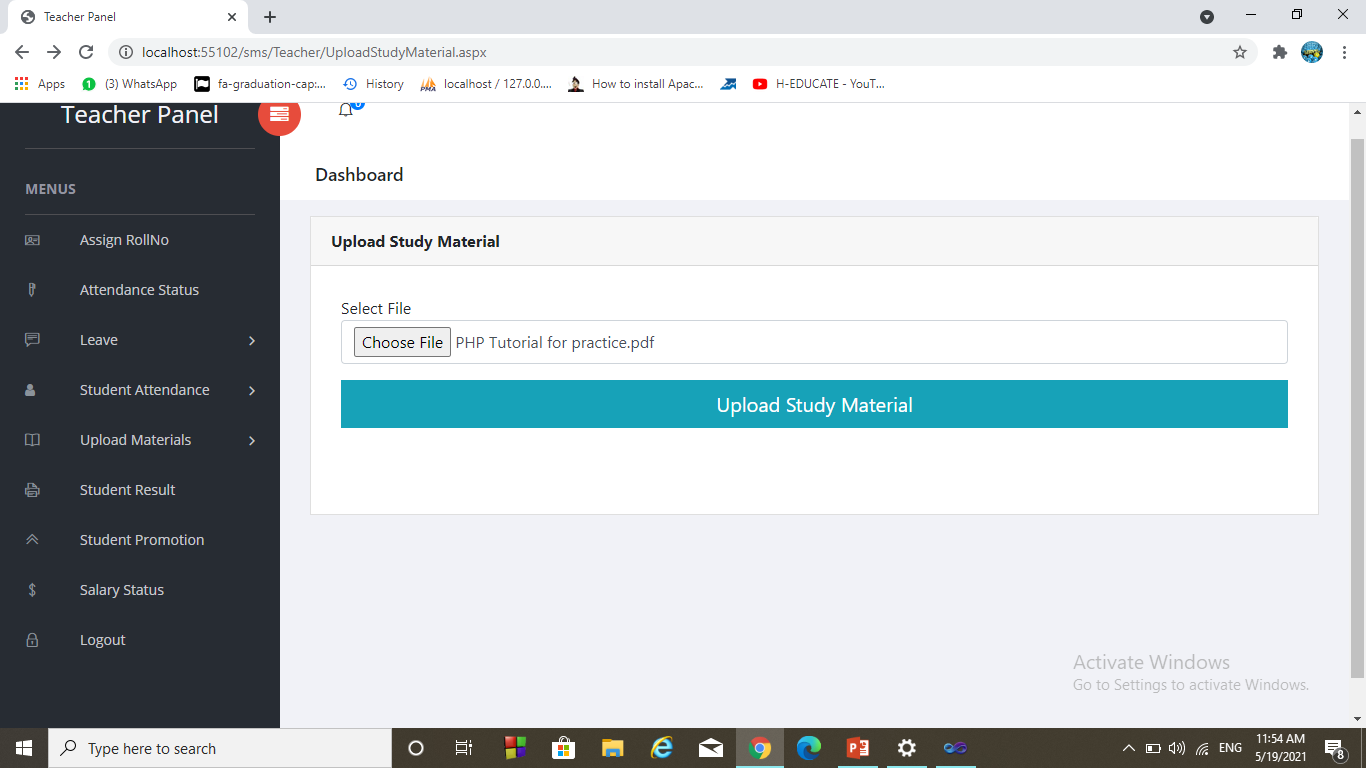 Teacher Panel
localhost:55102/sms/Teacher/UploadStudyMaterial.aspx
Apps (3) WhatsApp fa-graduation-cap:... History localhost / 127.0.0.... How to install Apac... H-EDUCATE - YouT...
Teacher Panel
Dashboard
MENUS
Assign RollNo
Attendance Status
Leave
Student Attendance
Upload Materials
Student Result
Student Promotion
Salary Status
Logout
Upload Study Material
Select File
Choose File PHP Tutorial for practice.pdf
Upload Study Material
Activate Windows
Go to Settings to activate Windows.
Type here to search
ENG
11:54 AM
5/19/2021
8